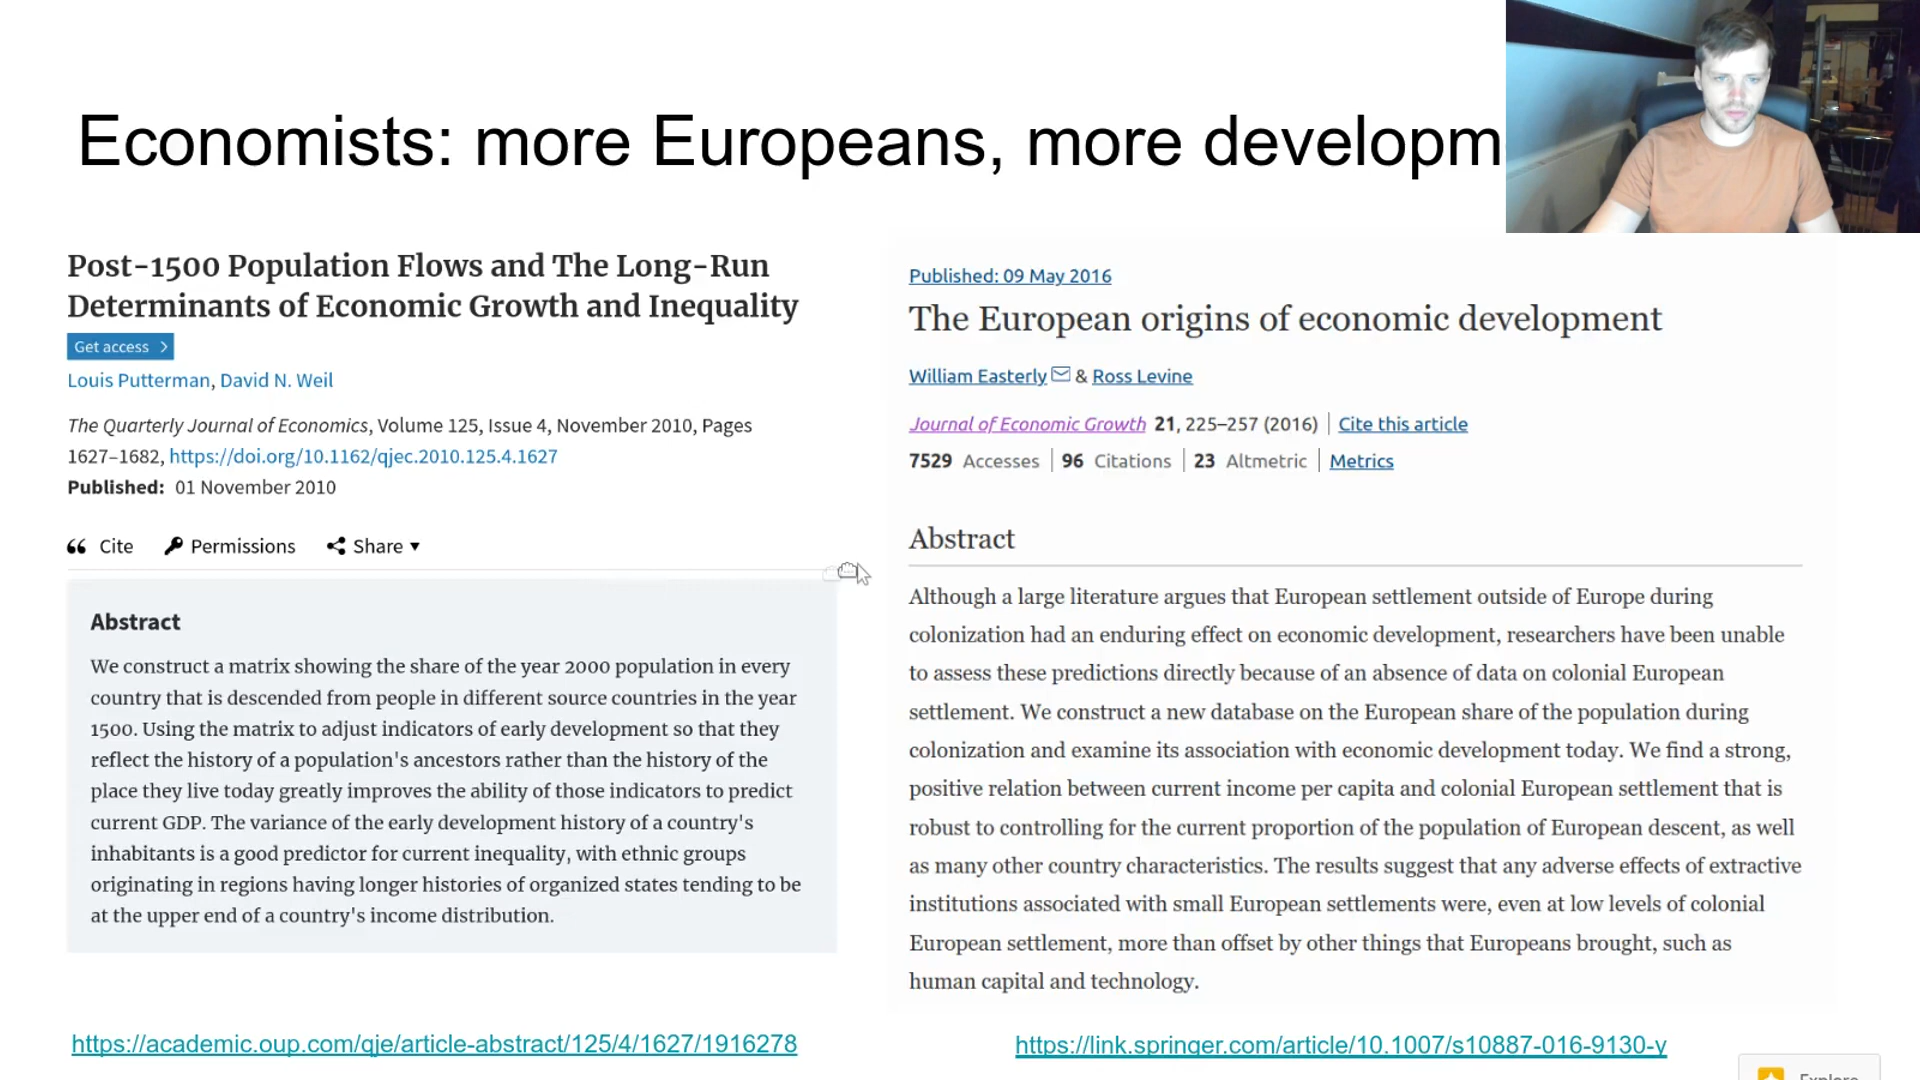 Economists: more Europeans, more developm
Post-1500 Population Flows and The Long-Run
Determinants of Economic Growth and Inequality
Get access >
Louis Putterman, David N. Weil
The Quarterly Journal of Economics, Volume 125, Issue 4, November 2010, Pages
1627–1682, https://doi.org/10.1162/qjec.2010.125.4.1627
Published: 01 November 2010
Cite Permissions Share
Abstract
We construct a matrix showing the share of the year 2000 population in every
country that is descended from people in different source countries in the year
1500. Using the matrix to adjust indicators of early development so that they
reflect the history of a population's ancestors rather than the history of the
place they live today greatly improves the ability of those indicators to predict
current GDP. The variance of the early development history of a country's
inhabitants is a good predictor for current inequality, with ethnic groups
originating in regions having longer histories of organized states tending to be
at the upper end of a country's income distribution.
https://academic.oup.com/qje/article-abstract/125/4/1627/1916278
Published: 09 May 2016
The European origins of economic development
William Easterly & Ross Levine
Journal of Economic Growth 21, 225–257 (2016) | Cite this article
7529 Accesses | 96 Citations | 23 Altmetric | Metrics
Abstract
Although a large literature argues that European settlement outside of Europe during
colonization had an enduring effect on economic development, researchers have been unable
to assess these predictions directly because of an absence of data on colonial European
settlement. We construct a new database on the European share of the population during
colonization and examine its association with economic development today. We find a strong,
positive relation between current income per capita and colonial European settlement that is
robust to controlling for the current proportion of the population of European descent, as well
as many other country characteristics. The results suggest that any adverse effects of extractive
institutions associated with small European settlements were, even at low levels of colonial
European settlement, more than offset by other things that Europeans brought, such as
human capital and technology.
https://link.springer.com/article/10.1007/s10887-016-9130-y
Explore